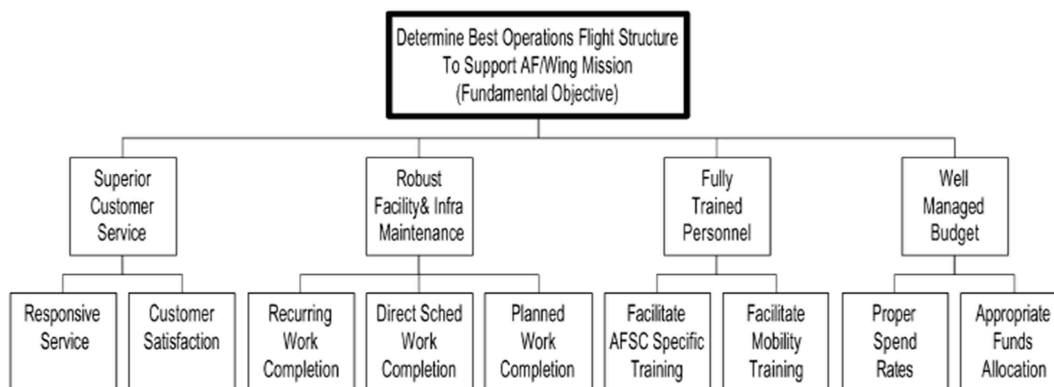 Determine Best Operations Flight Structure
To Support AF/Wing Mission
(Fundamental Objective)
Superior
Customer
Service
Robust
Facility& Infra
Maintenance
Fully
Trained
Personnel
Well
Managed
Budget
Responsive
Service
Customer
Satisfaction
Recurring
Work
Completion
Direct Sched
Work
Completion
Planned
Work
Completion
Facilitate
AFSC Specific
Training
Facilitate
Mobility
Training
Proper
Spend
Rates
Appropriate
Funds
Allocation